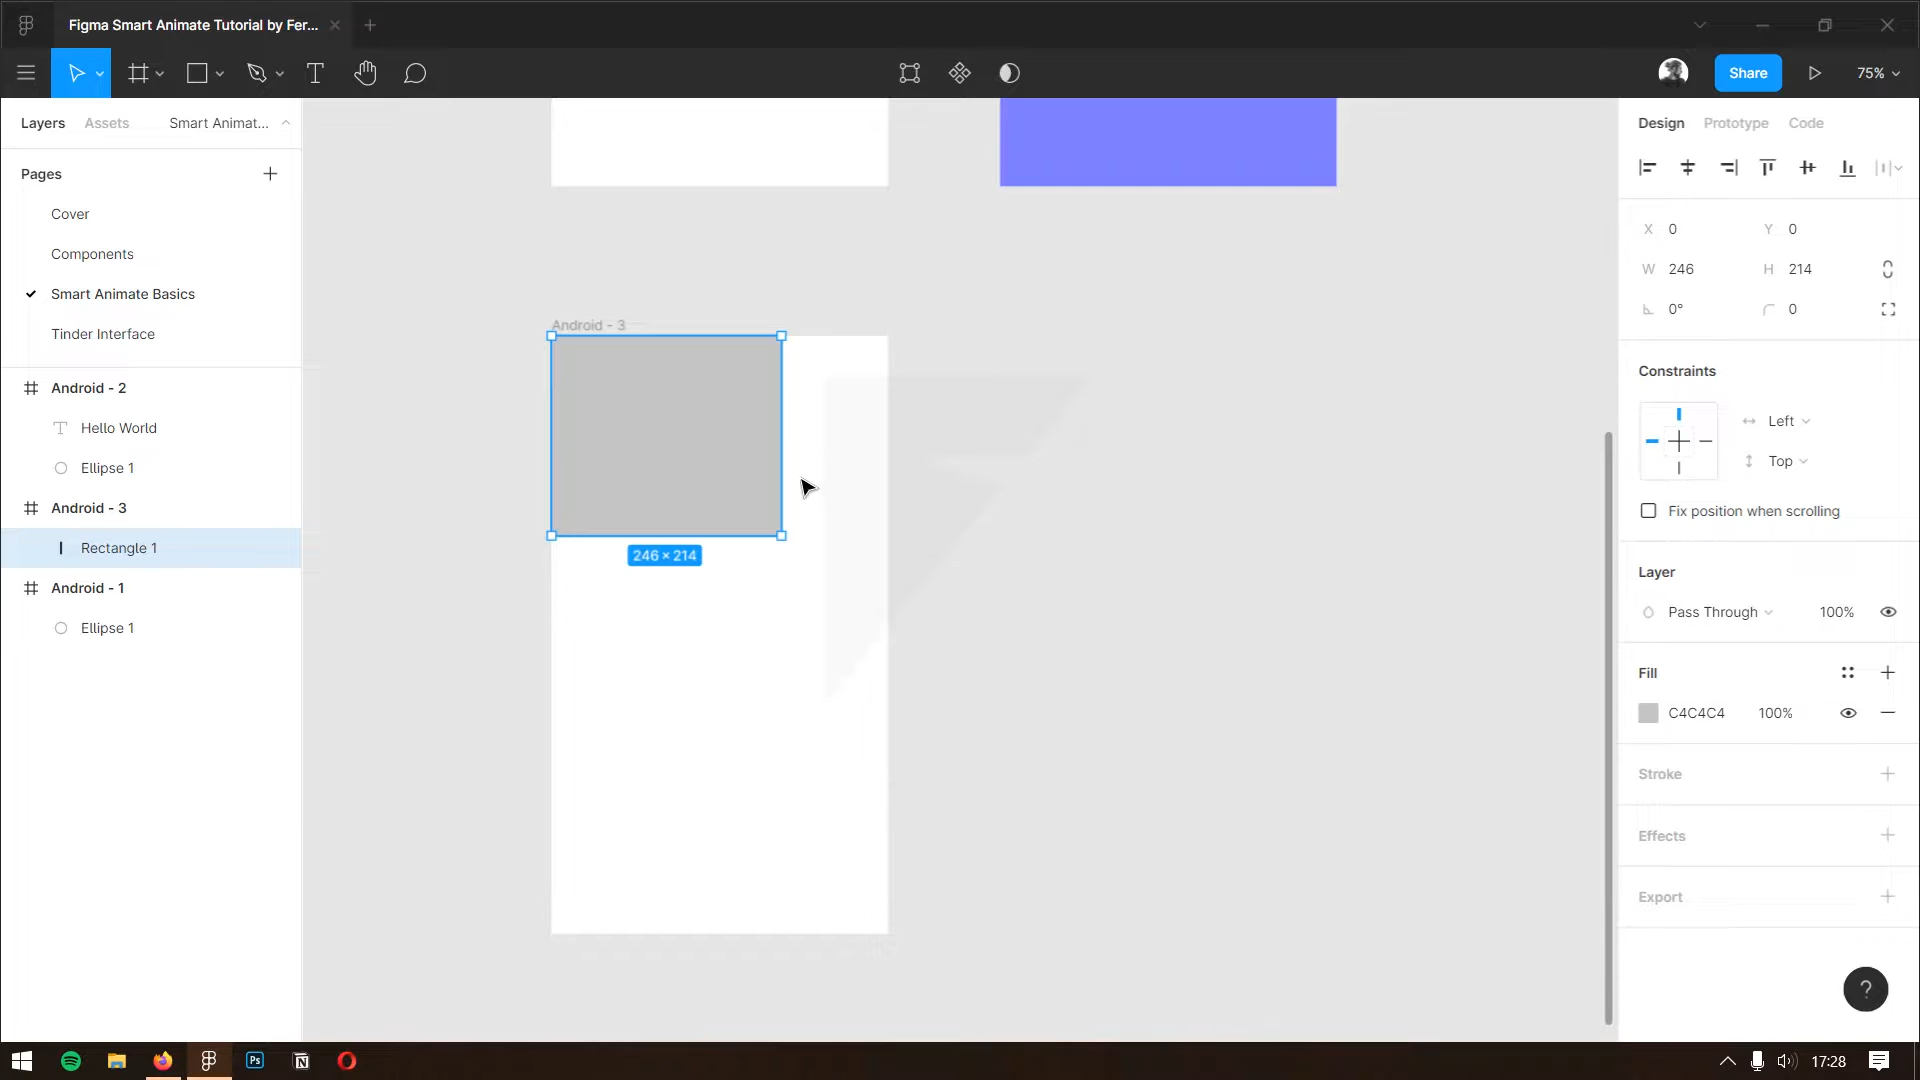 Figma Smart Animate Tutorial by Fer...
Share
75%
Layers
Assets
Smart Animat...
Pages
Cover
Components
Smart Animate Basics
Tinder Interface
Android - 2
Hello World
Ellipse 1
Android - 3
Rectangle 1
Android - 1
Ellipse 1
Android - 3
246 × 214
Design
Prototype
Code
X 0
Y 0
W 246
H 214
0°
0
Constraints
Left
Top
Fix position when scrolling
Layer
Pass Through
100%
Fill
C4C4C4
100%
Stroke
Effects
Export
?
Ps
N
17:28